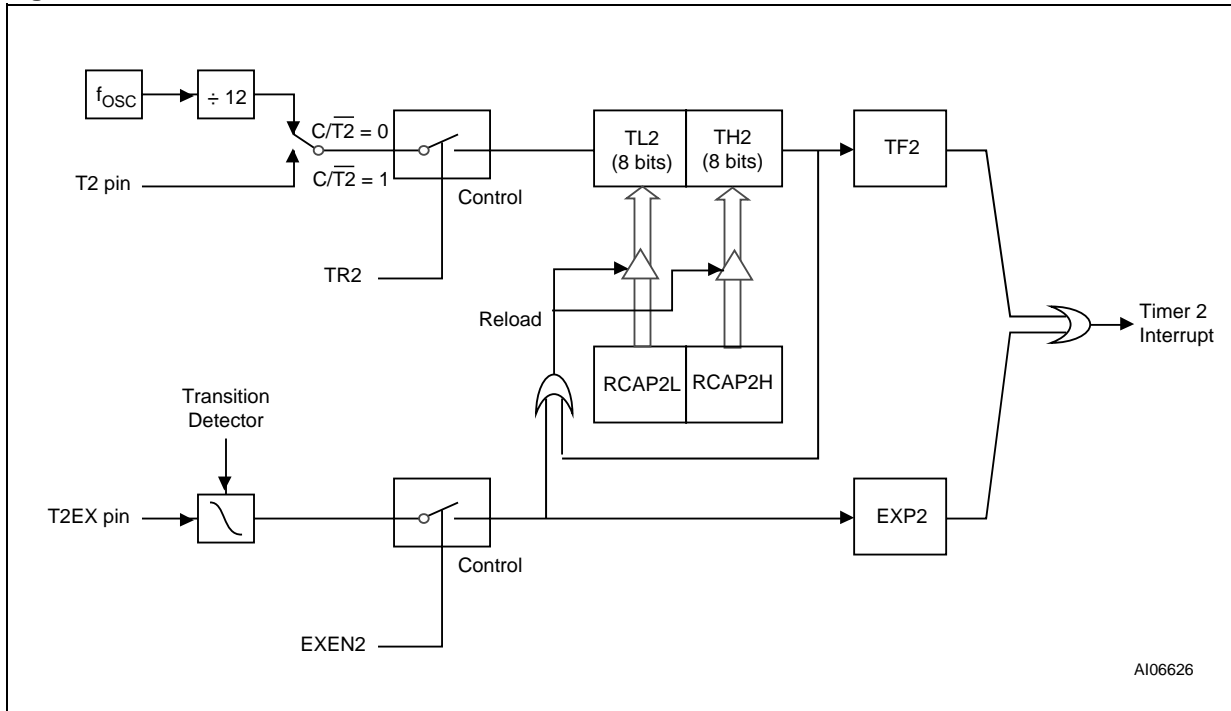 fOSC
÷ 12
C/T2 = 0
C/T2 = 1
T2 pin
Control
TR2
TL2
(8 bits)
TH2
(8 bits)
TF2
Reload
RCAP2L
RCAP2H
Timer 2
Interrupt
Transition
Detector
T2EX pin
Control
EXEN2
EXP2
AI06626